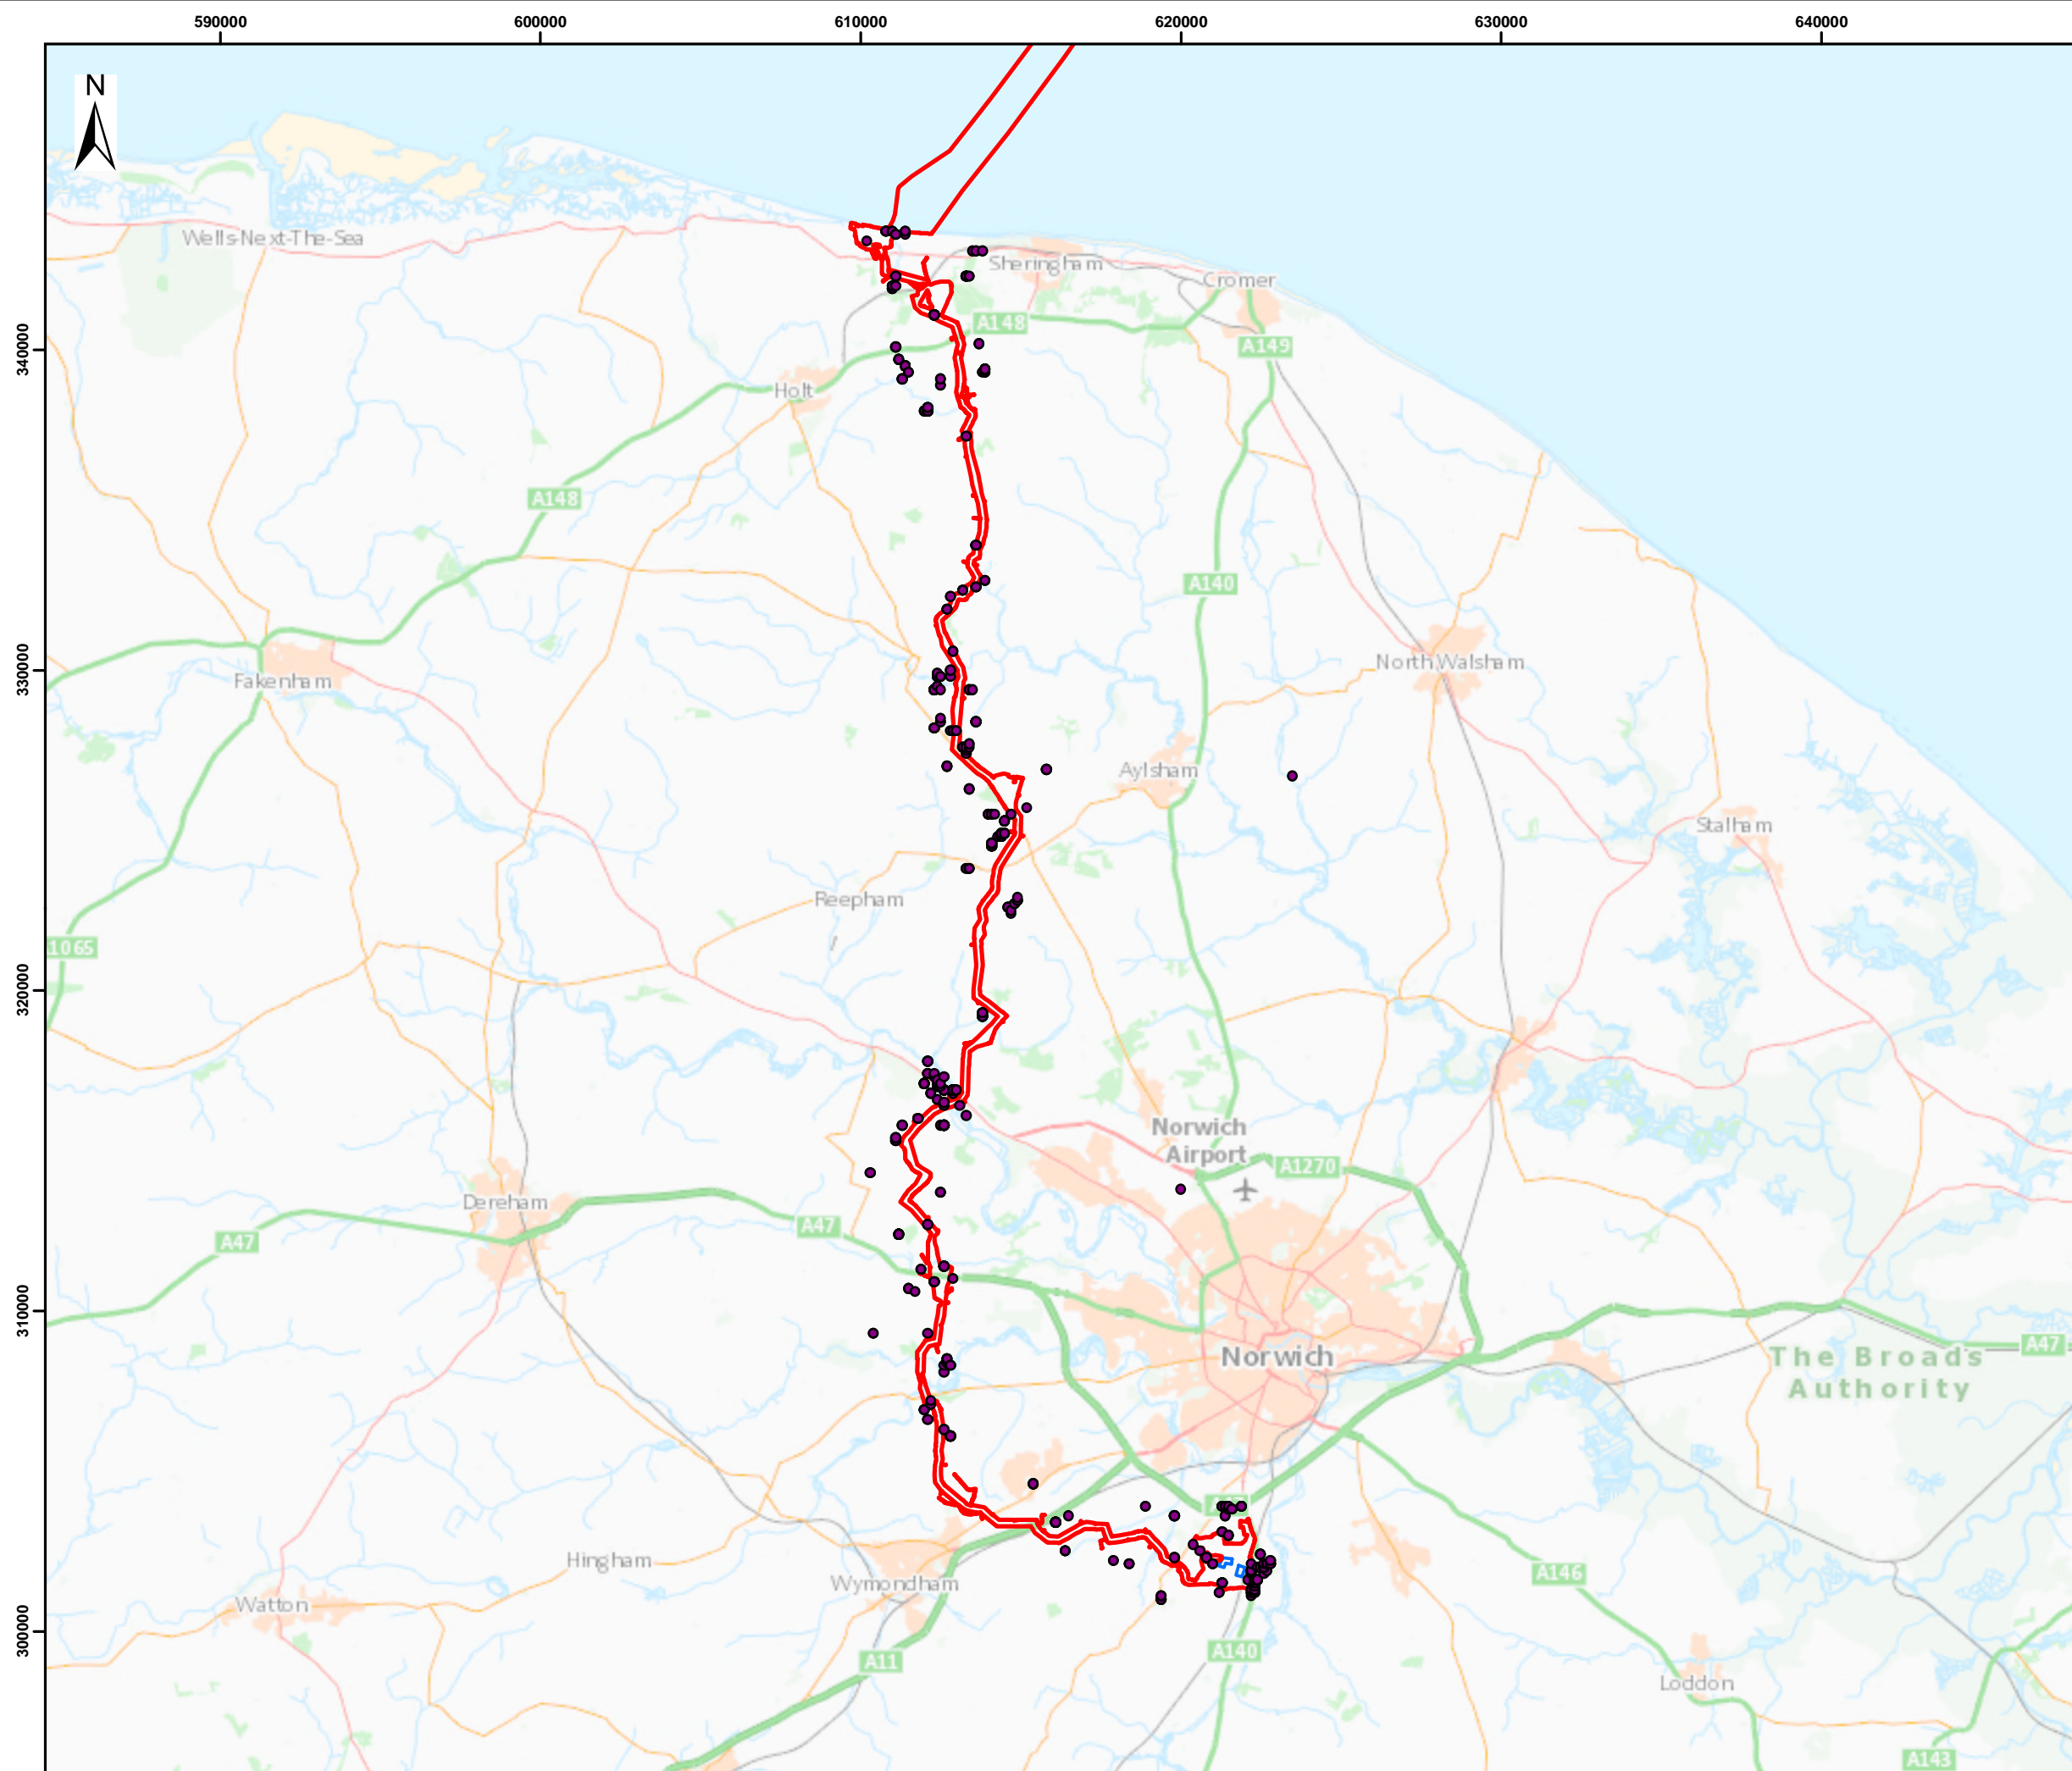 590000 600000 610000 620000 630000 640000
N
Wells-Next-The-Sea
Sheringham
Cromer
A148
A149
340000
Holt
A148
A140
330000
North Walsham
Fakenham
Aylsham
Stalham
Reepham
1065
320000
Norwich
Airport
A1270
Dereham
A47
A47
310000
Norwich
The Broads
Authority
A47
Hingham
Wymondham
A146
Watton
300000
A140
A11
Loddon
A143